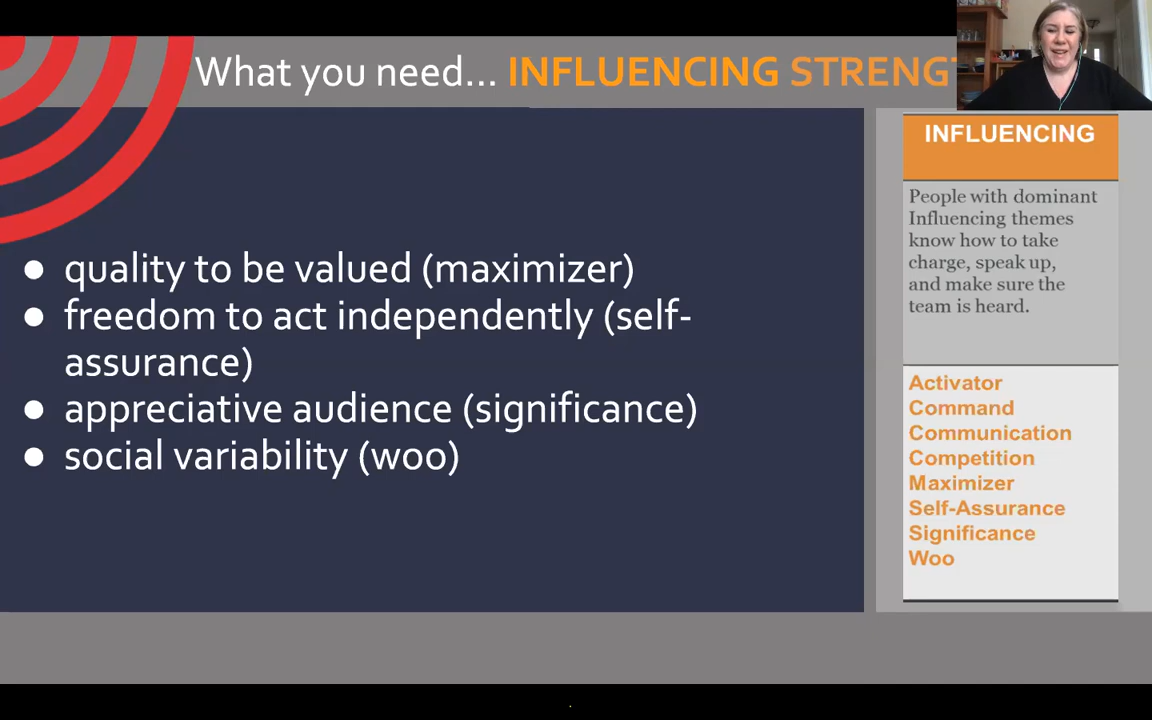 What you need... INFLUENCING STRENG
INFLUENCING
People with dominant
Influencing themes
know how to take
charge, speak up,
and make sure the
team is heard.
● quality to be valued (maximizer)
● freedom to act independently (self-
assurance)
● appreciative audience (significance)
● social variability (woo)
Activator
Command
Communication
Competition
Maximizer
Self-Assurance
Significance
Woo